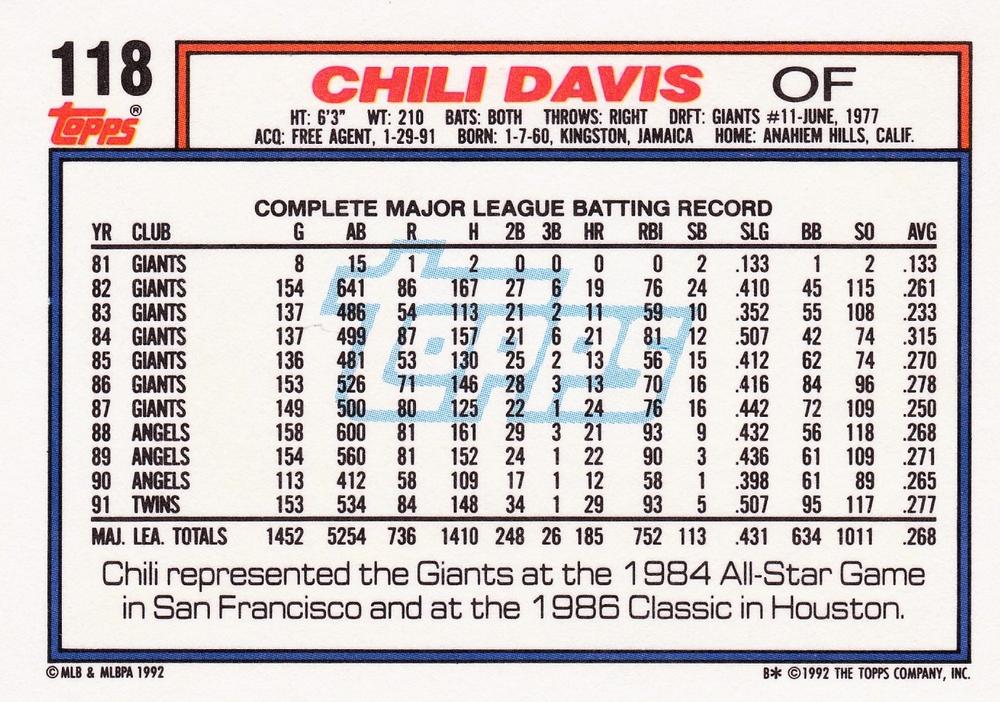 118
Topps®
CHILI DAVIS OF
HT: 6'3" WT: 210 BATS: BOTH THROWS: RIGHT DRFT: GIANTS #11-JUNE, 1977
ACQ: FREE AGENT, 1-29-91 BORN: 1-7-60, KINGSTON, JAMAICA HOME: ANAHIEM HILLS, CALIF.
COMPLETE MAJOR LEAGUE BATTING RECORD
YR CLUB G AB R H 2B 3B HR RBI SB SLG BB SO AVG
81 GIANTS 8 15 1 2 0 0 0 0 2 .133 1 2 .133
82 GIANTS 154 641 86 167 27 6 19 76 24 .410 45 115 .261
83 GIANTS 137 486 54 113 21 2 11 59 10 .352 55 108 .233
84 GIANTS 137 499 87 157 21 6 21 81 12 .507 42 74 .315
85 GIANTS 136 481 53 130 25 2 13 56 15 .412 62 74 .270
86 GIANTS 153 526 71 146 28 3 13 70 16 .416 84 96 .278
87 GIANTS 149 500 80 125 22 1 24 76 16 .442 72 109 .250
88 ANGELS 158 600 81 161 29 3 21 93 9 .432 56 118 .268
89 ANGELS 154 560 81 152 24 1 22 90 3 .436 61 109 .271
90 ANGELS 113 412 58 109 17 1 12 58 1 .398 61 89 .265
91 TWINS 153 534 84 148 34 1 29 93 5 .507 95 117 .277
MAJ. LEA. TOTALS 1452 5254 736 1410 248 26 185 752 113 .431 634 1011 .268
Topps
Chili represented the Giants at the 1984 All-Star Game
in San Francisco and at the 1986 Classic in Houston.
© MLB & MLBPA 1992
B* © 1992 THE TOPPS COMPANY, INC.